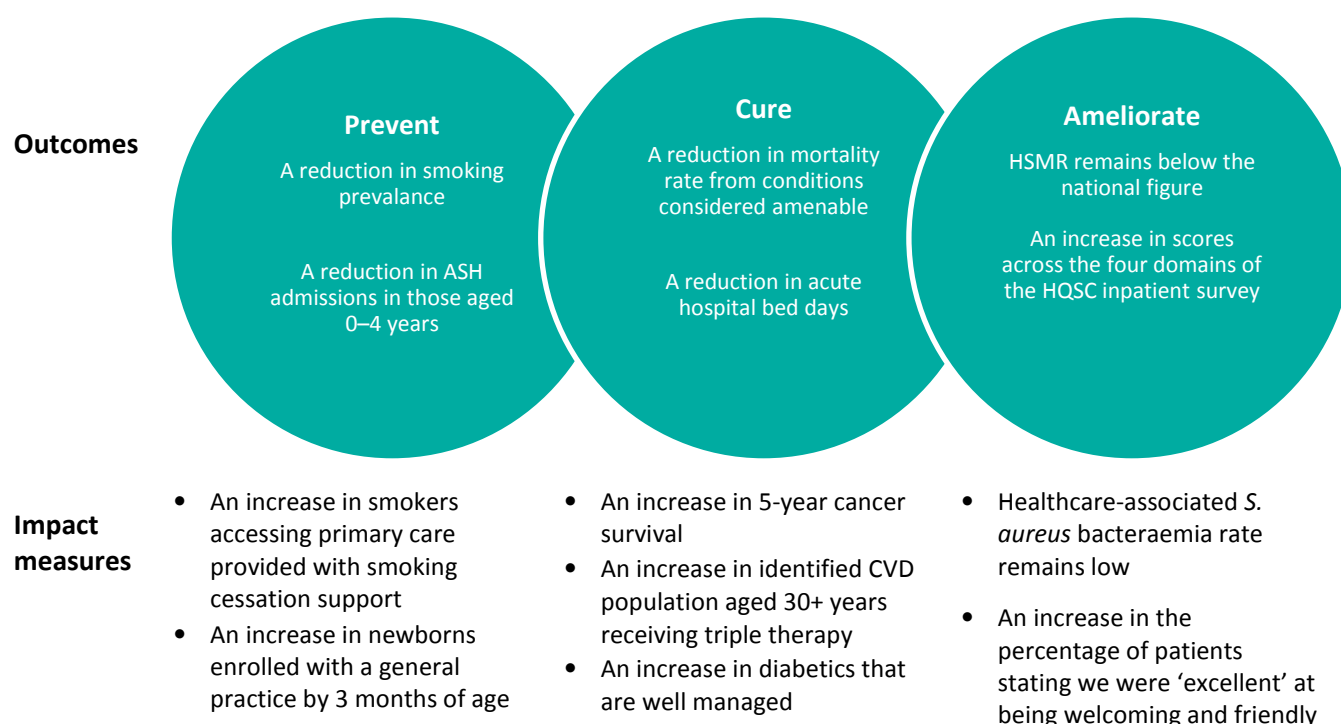 Outcomes
Prevent
A reduction in smoking
prevalance
A reduction in ASH
admissions in those aged
0–4 years
Cure
A reduction in mortality
rate from conditions
considered amenable
A reduction in acute
hospital bed days
Ameliorate
HSMR remains below the
national figure
An increase in scores
across the four domains of
the HQSC inpatient survey
Impact
measures
• An increase in smokers
accessing primary care
provided with smoking
cessation support
• An increase in newborns
enrolled with a general
practice by 3 months of age
• An increase in 5-year cancer
survival
• An increase in identified CVD
population aged 30+ years
receiving triple therapy
• An increase in diabetics that
are well managed
• Healthcare-associated S.
aureus bacteraemia rate
remains low
• An increase in the
percentage of patients
stating we were ‘excellent’ at
being welcoming and friendly